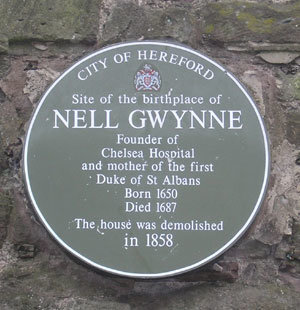 CITY OF HEREFORD
Site of the birthplace of
NELL GWYNNE
Founder of
Chelsea Hospital
and mother of the first
Duke of St Albans
Born 1650
Died 1687
The house was demolished
in 1858